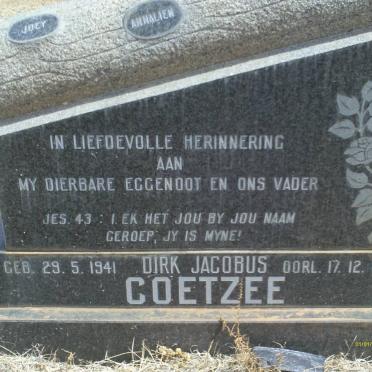 JOEY
ANNALIEN
IN LIEFDEVOLLE HERINNERING
AAN
MY DIERBARE EGGENOOT EN ONS VADER
JES. 43 : 1. EK HET JOU BY JOU NAAM
GEROEP, JY IS MYNE!
GEB. 29. 5. 1941 DIRK JACOBUS OORL. 17. 12.
COETZEE